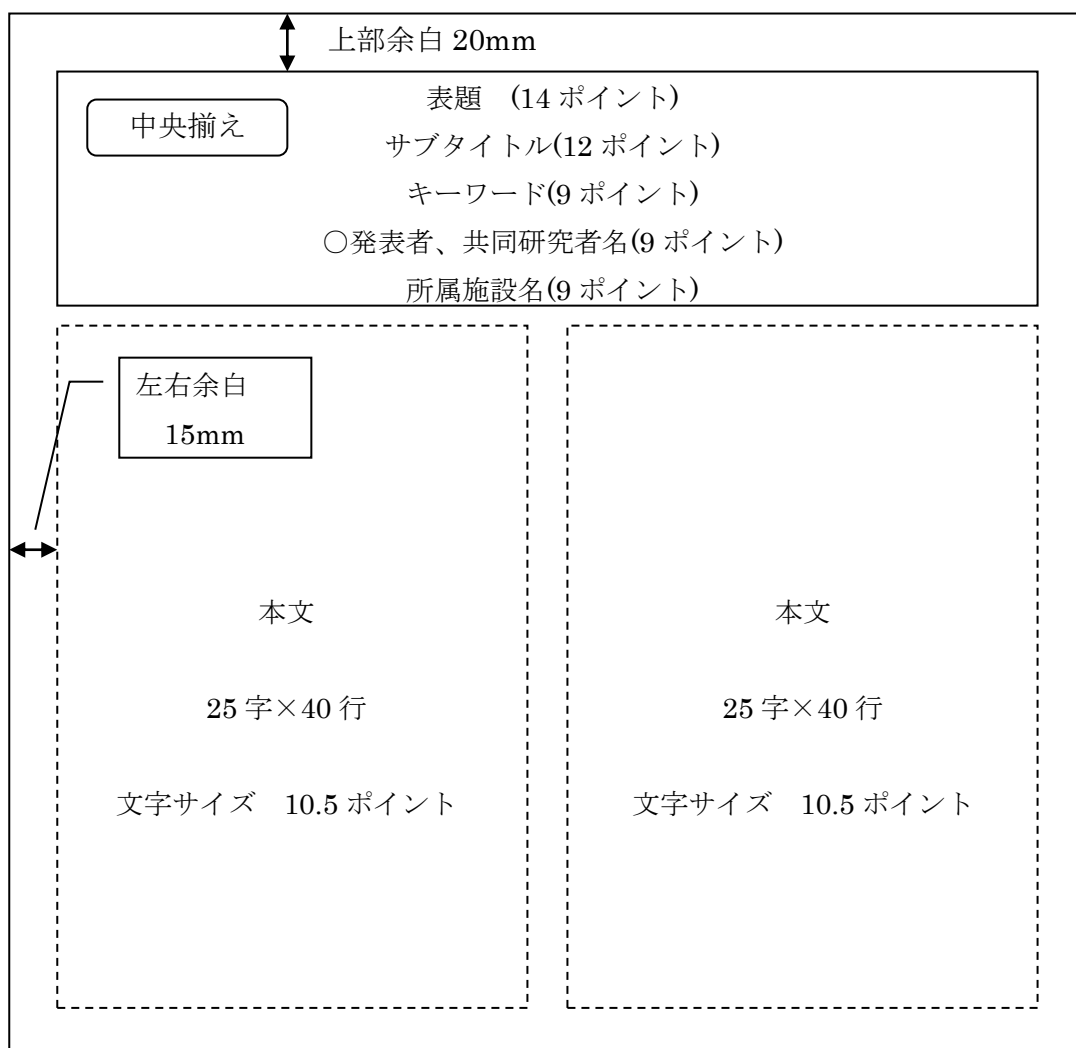 上部余白 20mm
表題　(14 ポイント)
中央揃え
サブタイトル(12 ポイント)
キーワード(9 ポイント)
○発表者、共同研究者名(9 ポイント)
所属施設名(9 ポイント)
左右余白
15mm
本文
25 字×40 行
文字サイズ　10.5 ポイント
本文
25 字×40 行
文字サイズ　10.5 ポイント